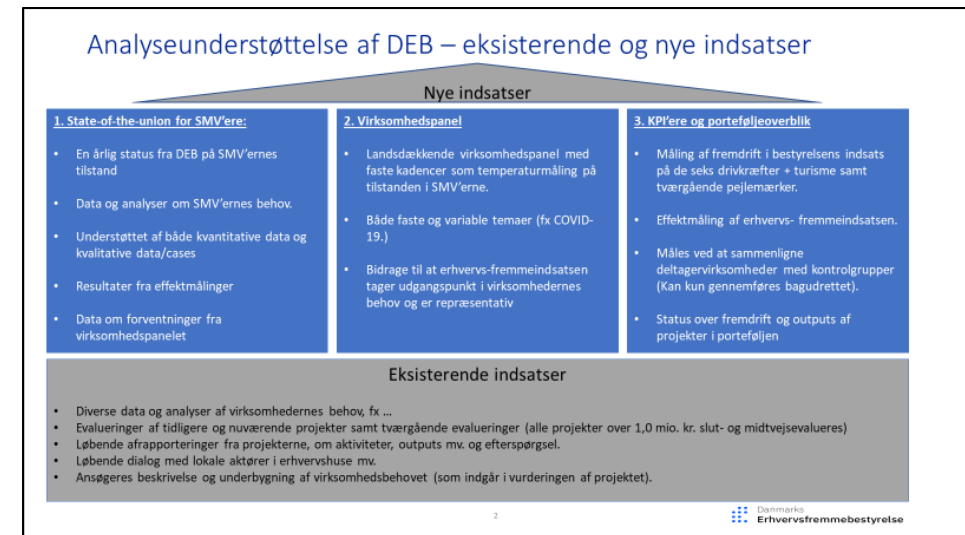 Analyseunderstøttelse af DEB – eksisterende og nye indsatser
Nye indsatser
1. State-of-the-union for SMV'ere:
• En årlig status fra DEB på SMV'ernes
tilstand
• Data og analyser om SMV'ernes behov.
• Understøttet af både kvantitative data og
kvalitative data/cases
• Resultater fra effektmålinger
• Data om forventninger fra
virksomhedspanelet
2. Virksomhedspanel
• Landsdækkende virksomhedspanel med
faste kadencer som temperaturmåling på
tilstanden i SMV'erne.
• Både faste og variable temaer (fx COVID-
19.)
• Bidrage til at erhvervs-fremmeindsatsen
tager udgangspunkt i virksomhedernes
behov og er repræsentativ
3. KPI'ere og porteføljeoverblik
• Måling af fremdrift i bestyrelsens indsats
på de seks drivkræfter + turisme samt
tværgående pejlemærker.
• Effektmåling af erhvervs- fremmeindsatsen.
• Måles ved at sammenligne
deltagervirksomheder med kontrolgrupper
(Kan kun gennemføres bagudrettet).
• Status over fremdrift og outputs af
projekter i porteføljen
Eksisterende indsatser
• Diverse data og analyser af virksomhedernes behov, fx ...
• Evalueringer af tidligere og nuværende projekter samt tværgående evalueringer (alle projekter over 1,0 mio. kr. slut- og midtvejsevalueres)
• Løbende afrapporteringer fra projekterne, om aktiviteter, outputs mv. og efterspørgsel.
• Løbende dialog med lokale aktører i erhvervshuse mv.
• Ansøgeres beskrivelse og underbygning af virksomhedsbehovet (som indgår i vurderingen af projektet).
2
Danmarks
Erhvervsfremmebestyrelse